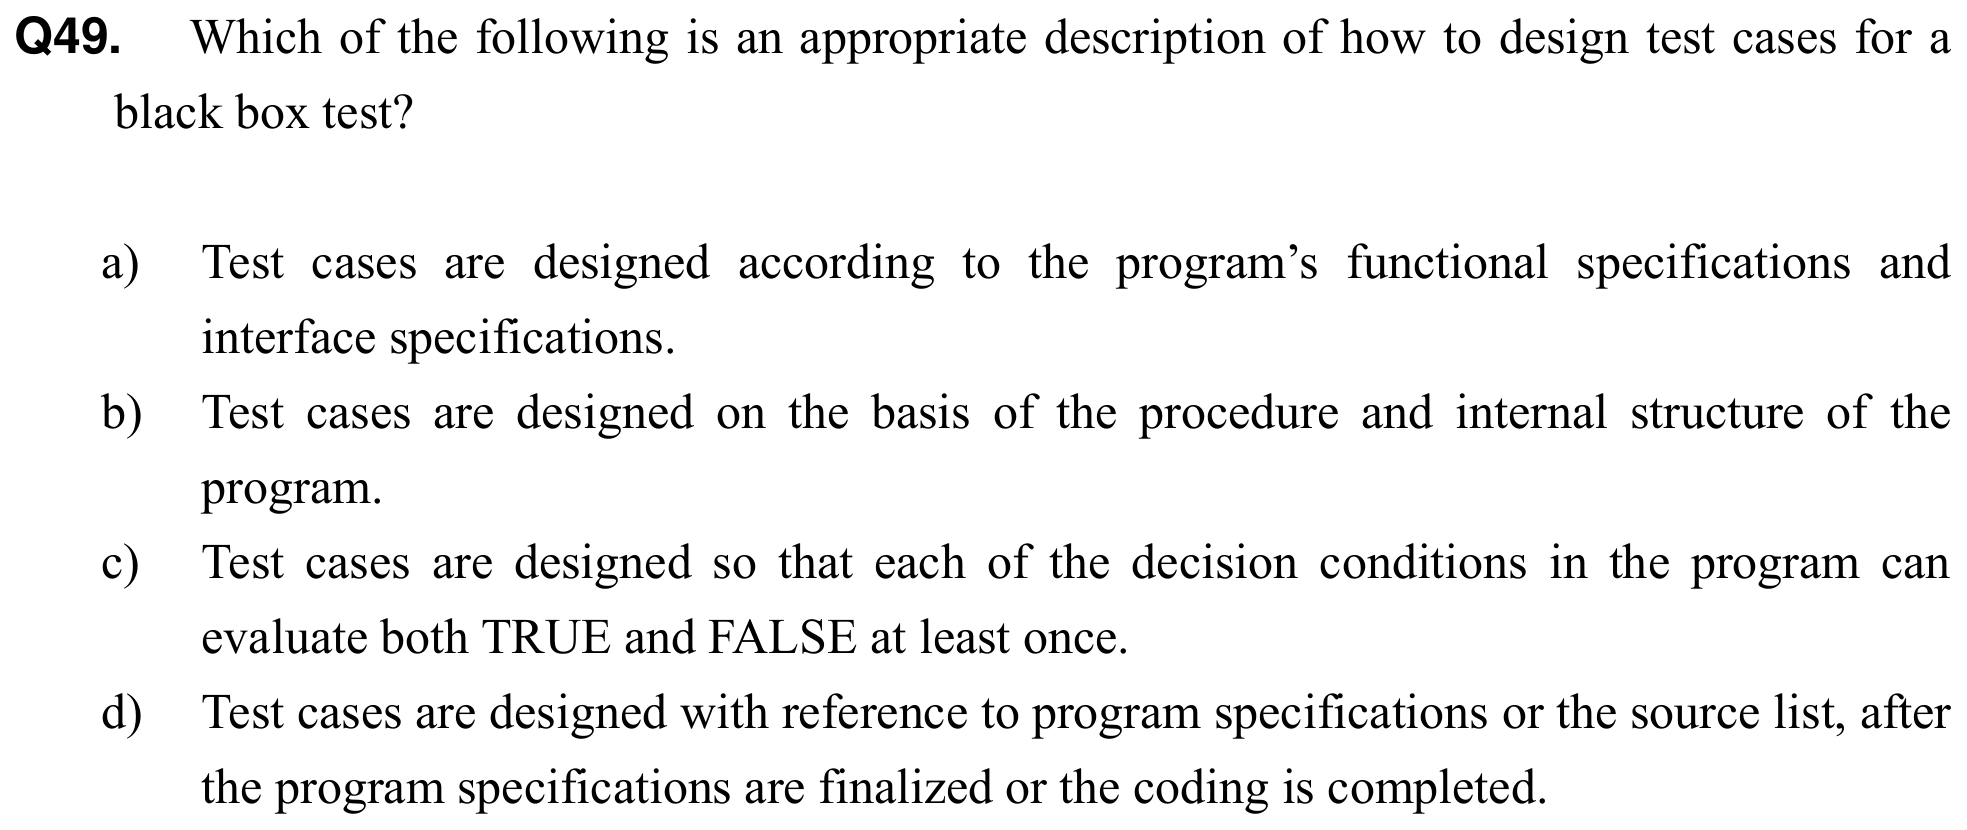 Q49. Which of the following is an appropriate description of how to design test cases for a
black box test?
a) Test cases are designed according to the program’s functional specifications and
interface specifications.
b) Test cases are designed on the basis of the procedure and internal structure of the
program.
c) Test cases are designed so that each of the decision conditions in the program can
evaluate both TRUE and FALSE at least once.
d) Test cases are designed with reference to program specifications or the source list, after
the program specifications are finalized or the coding is completed.